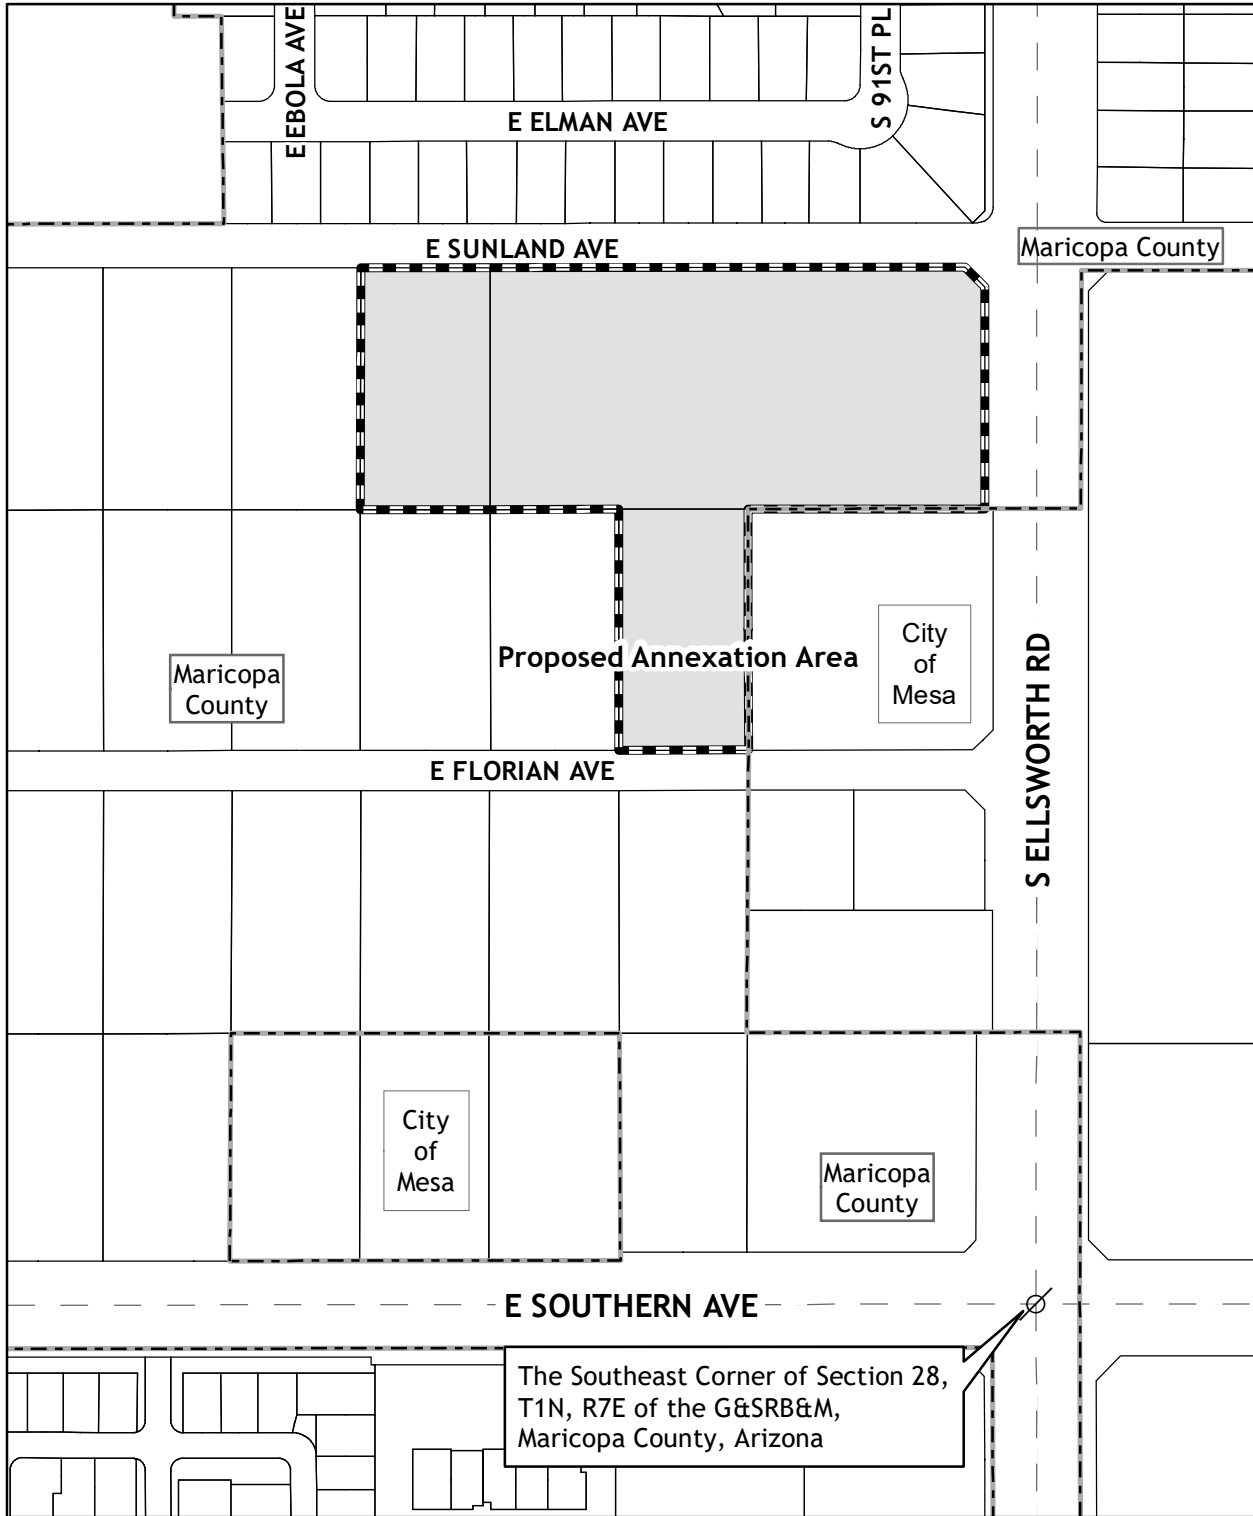 E EBOLA AVE
S 91ST PL
E ELMAN AVE
E SUNLAND AVE
Maricopa County
City
of
Mesa
Proposed Annexation Area
Maricopa
County
S ELLSWORTH RD
E FLORIAN AVE
City
of
Mesa
Maricopa
County
E SOUTHERN AVE
The Southeast Corner of Section 28,
T1N, R7E of the G&SRB&M,
Maricopa County, Arizona